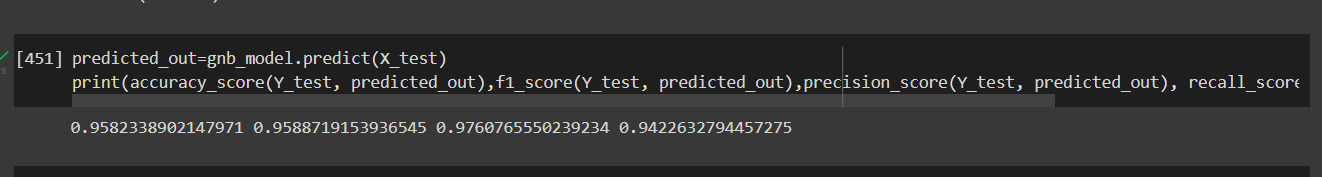 [451] predicted_out=gnb_model.predict(X_test)
print(accuracy_score(Y_test, predicted_out),f1_score(Y_test, predicted_out),precision_score(Y_test, predicted_out), recall_score
0.9582338902147971 0.9588719153936545 0.9760765550239234 0.9422632794457275